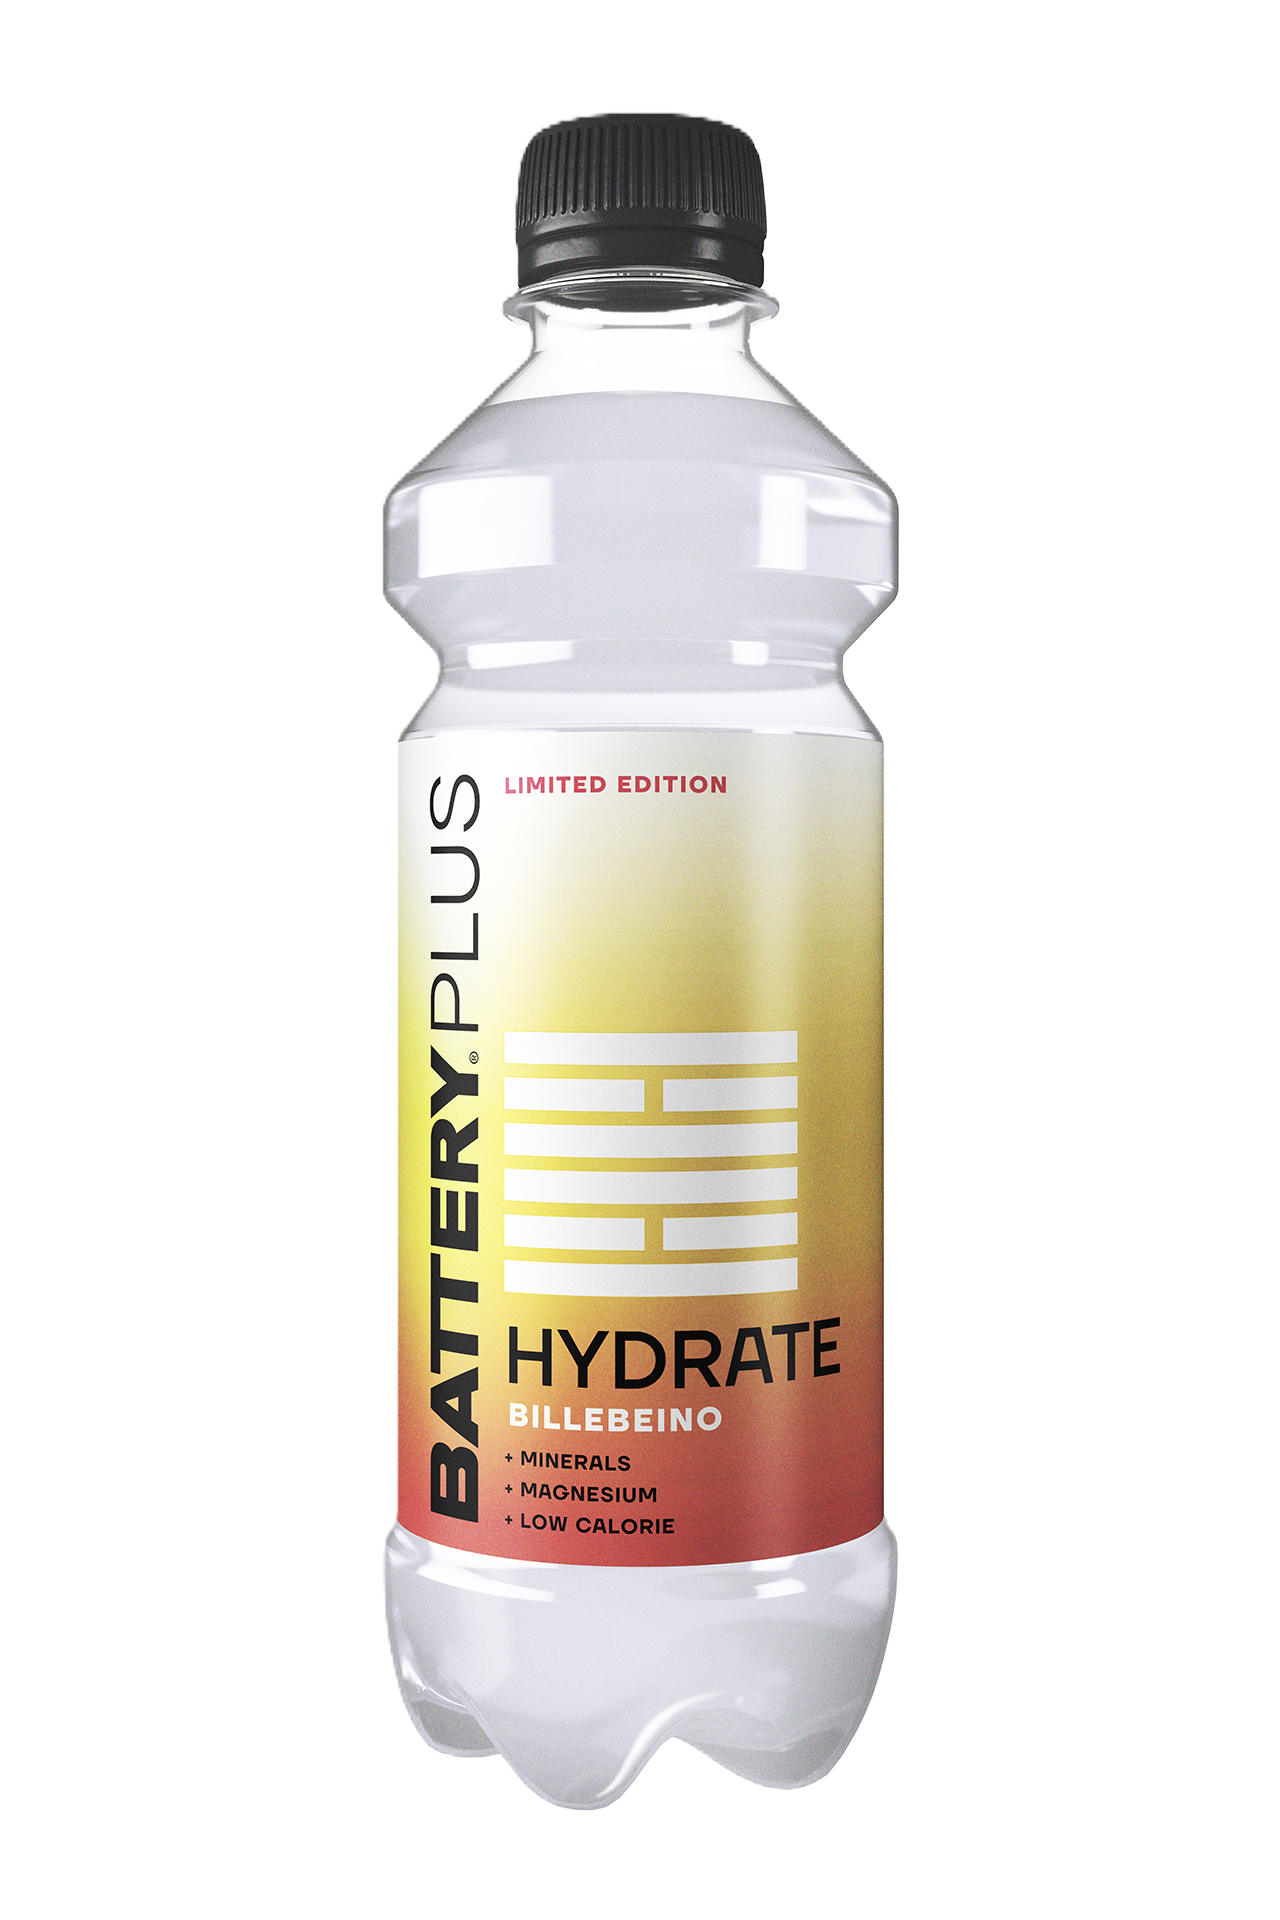 BATTERY® PLUS
LIMITED EDITION
HYDRATE
BILLEBEINO
+ MINERALS
+ MAGNESIUM
+ LOW CALORIE